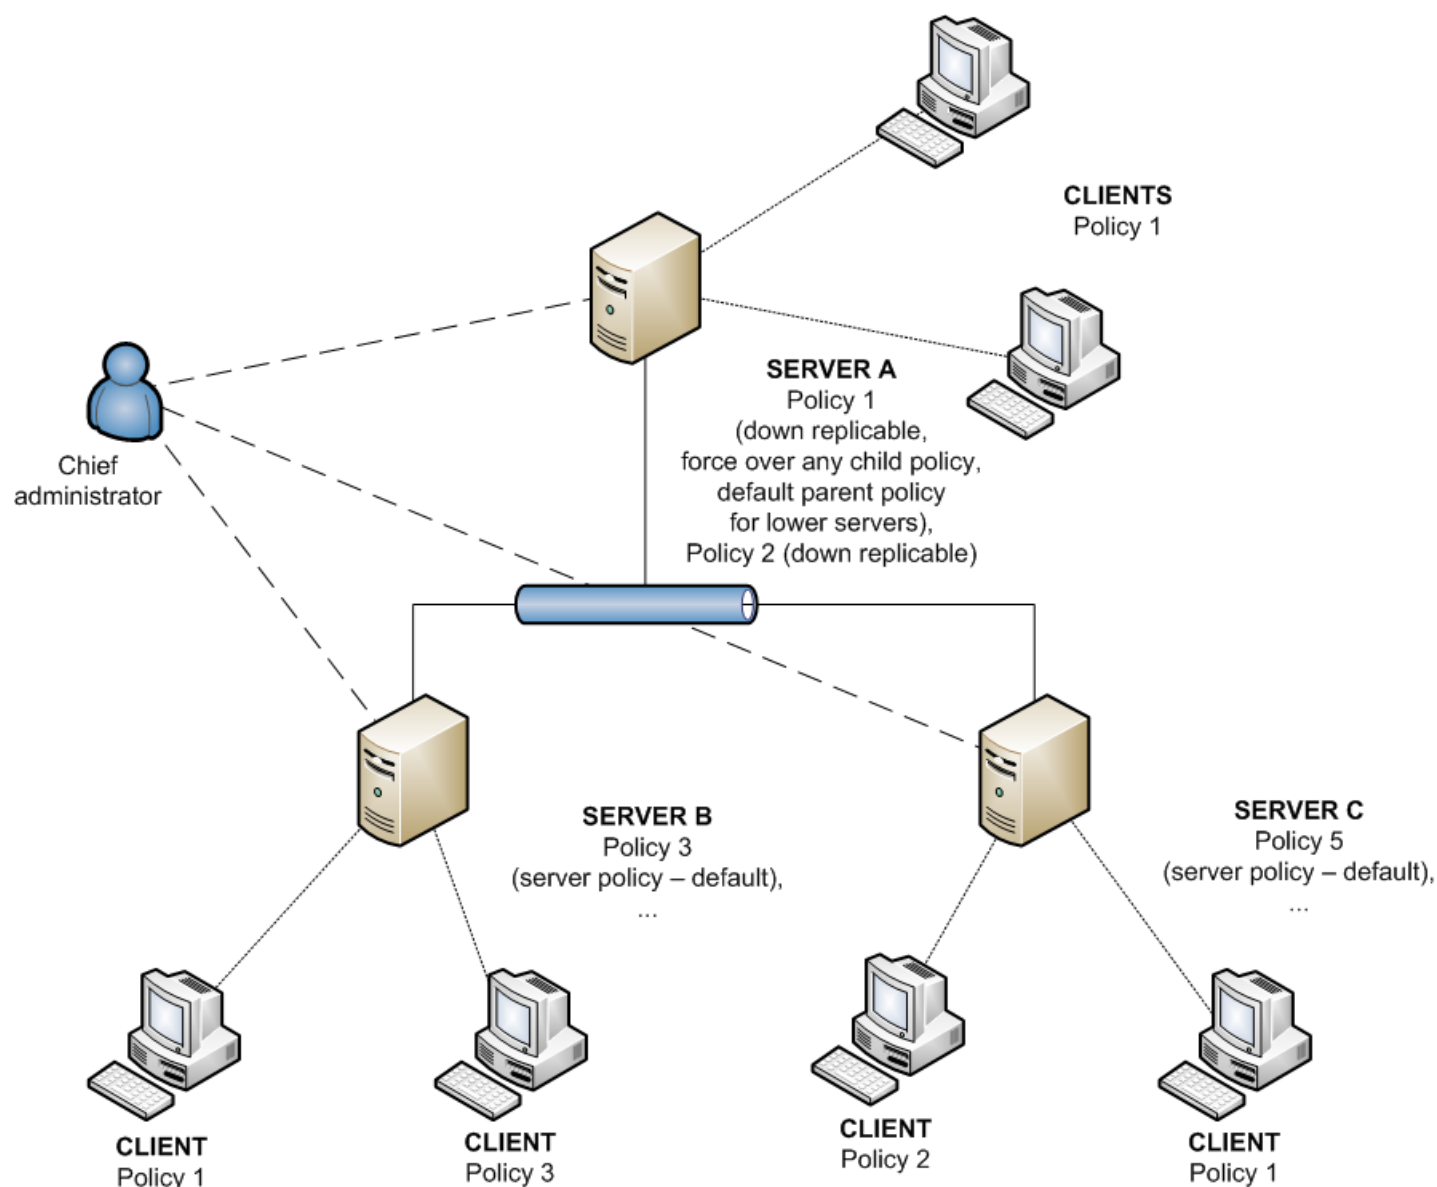 CLIENTS
Policy 1
SERVER A
Policy 1
(down replicable,
force over any child policy,
default parent policy
for lower servers),
Policy 2 (down replicable)
Chief
administrator
SERVER B
Policy 3
(server policy – default),
...
SERVER C
Policy 5
(server policy – default),
...
CLIENT
Policy 1
CLIENT
Policy 3
CLIENT
Policy 2
CLIENT
Policy 1